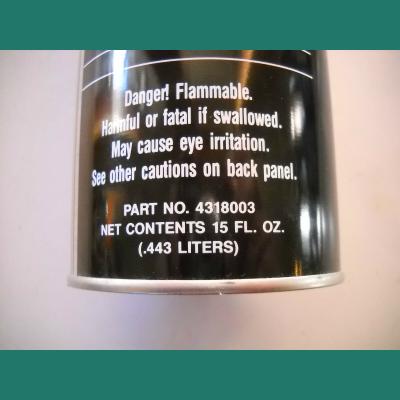 Danger! Flammable.
Harmful or fatal if swallowed.
May cause eye irritation.
See other cautions on back panel.
PART NO. 4318003
NET CONTENTS 15 FL. OZ.
(.443 LITERS)